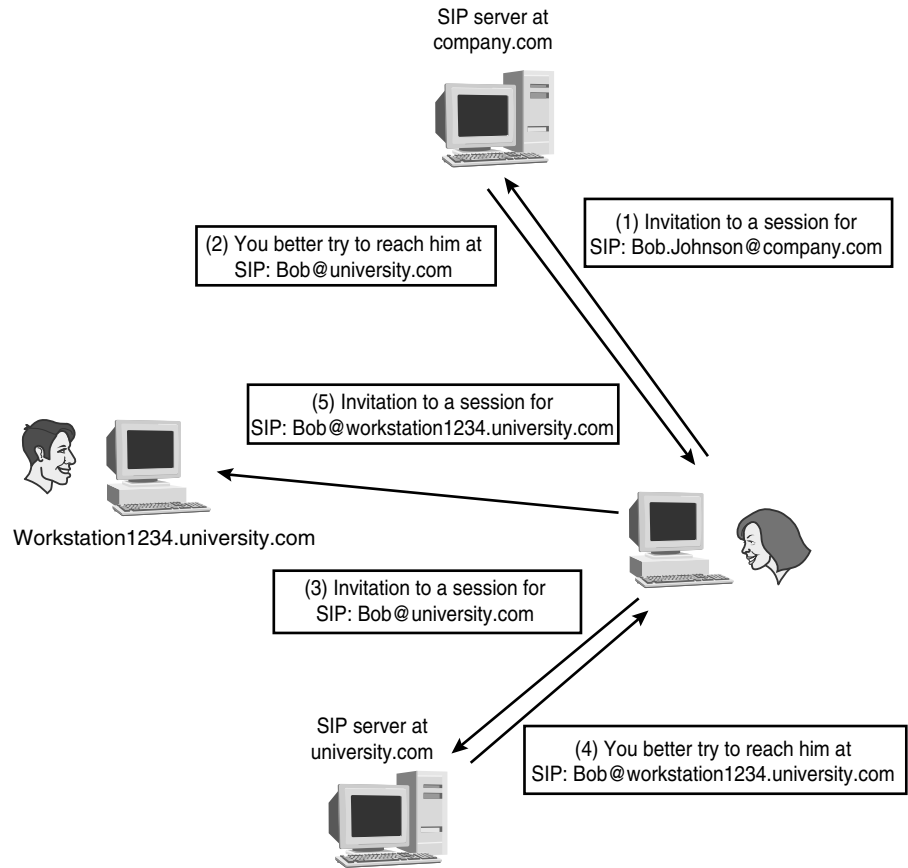 SIP server at
company.com
(1) Invitation to a session for
SIP: Bob.Johnson@company.com
(2) You better try to reach him at
SIP: Bob@university.com
(5) Invitation to a session for
SIP: Bob@workstation1234.university.com
Workstation1234.university.com
(3) Invitation to a session for
SIP: Bob@university.com
SIP server at
university.com
(4) You better try to reach him at
SIP: Bob@workstation1234.university.com